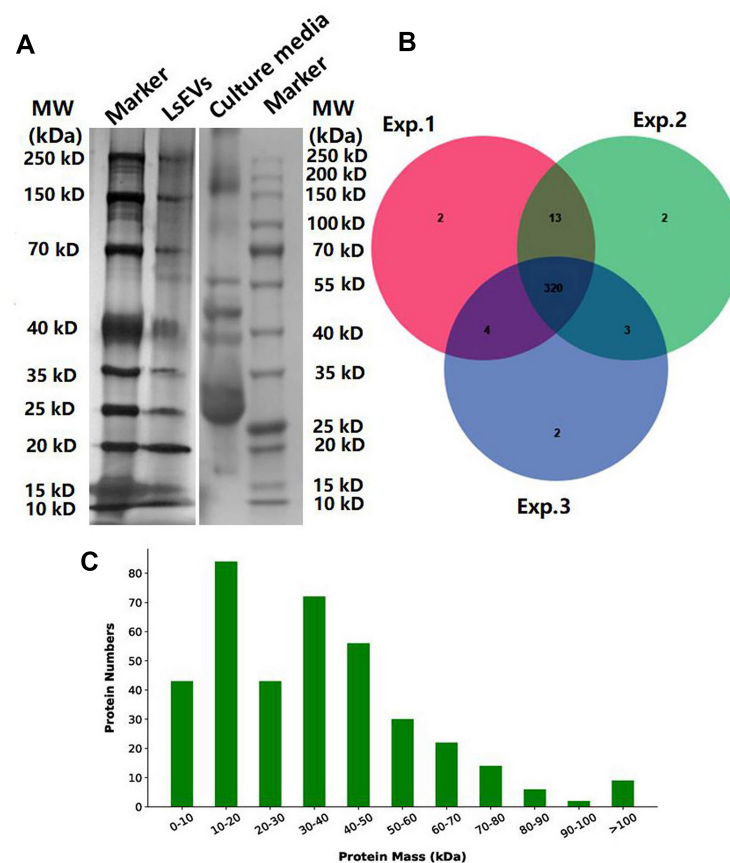 A
MW
(kDa)
Marker
LsEVs
Culture media
Marker
MW
(kDa)
250 kD
150 kD
70 kD
40 kD
35 kD
25 kD
20 kD
15 kD
10 kD
250 kD
200 kD
150 kD
100 kD
70 kD
55 kD
40 kD
35 kD
25 kD
20 kD
15 kD
10 kD
B
Exp.1
Exp.2
2
13
2
320
4
3
2
Exp.3
C
Protein Numbers
80
70
60
50
40
30
20
10
0
0-10
10-20
20-30
30-40
40-50
50-60
60-70
70-80
80-90
90-100
>100
Protein Mass (kDa)